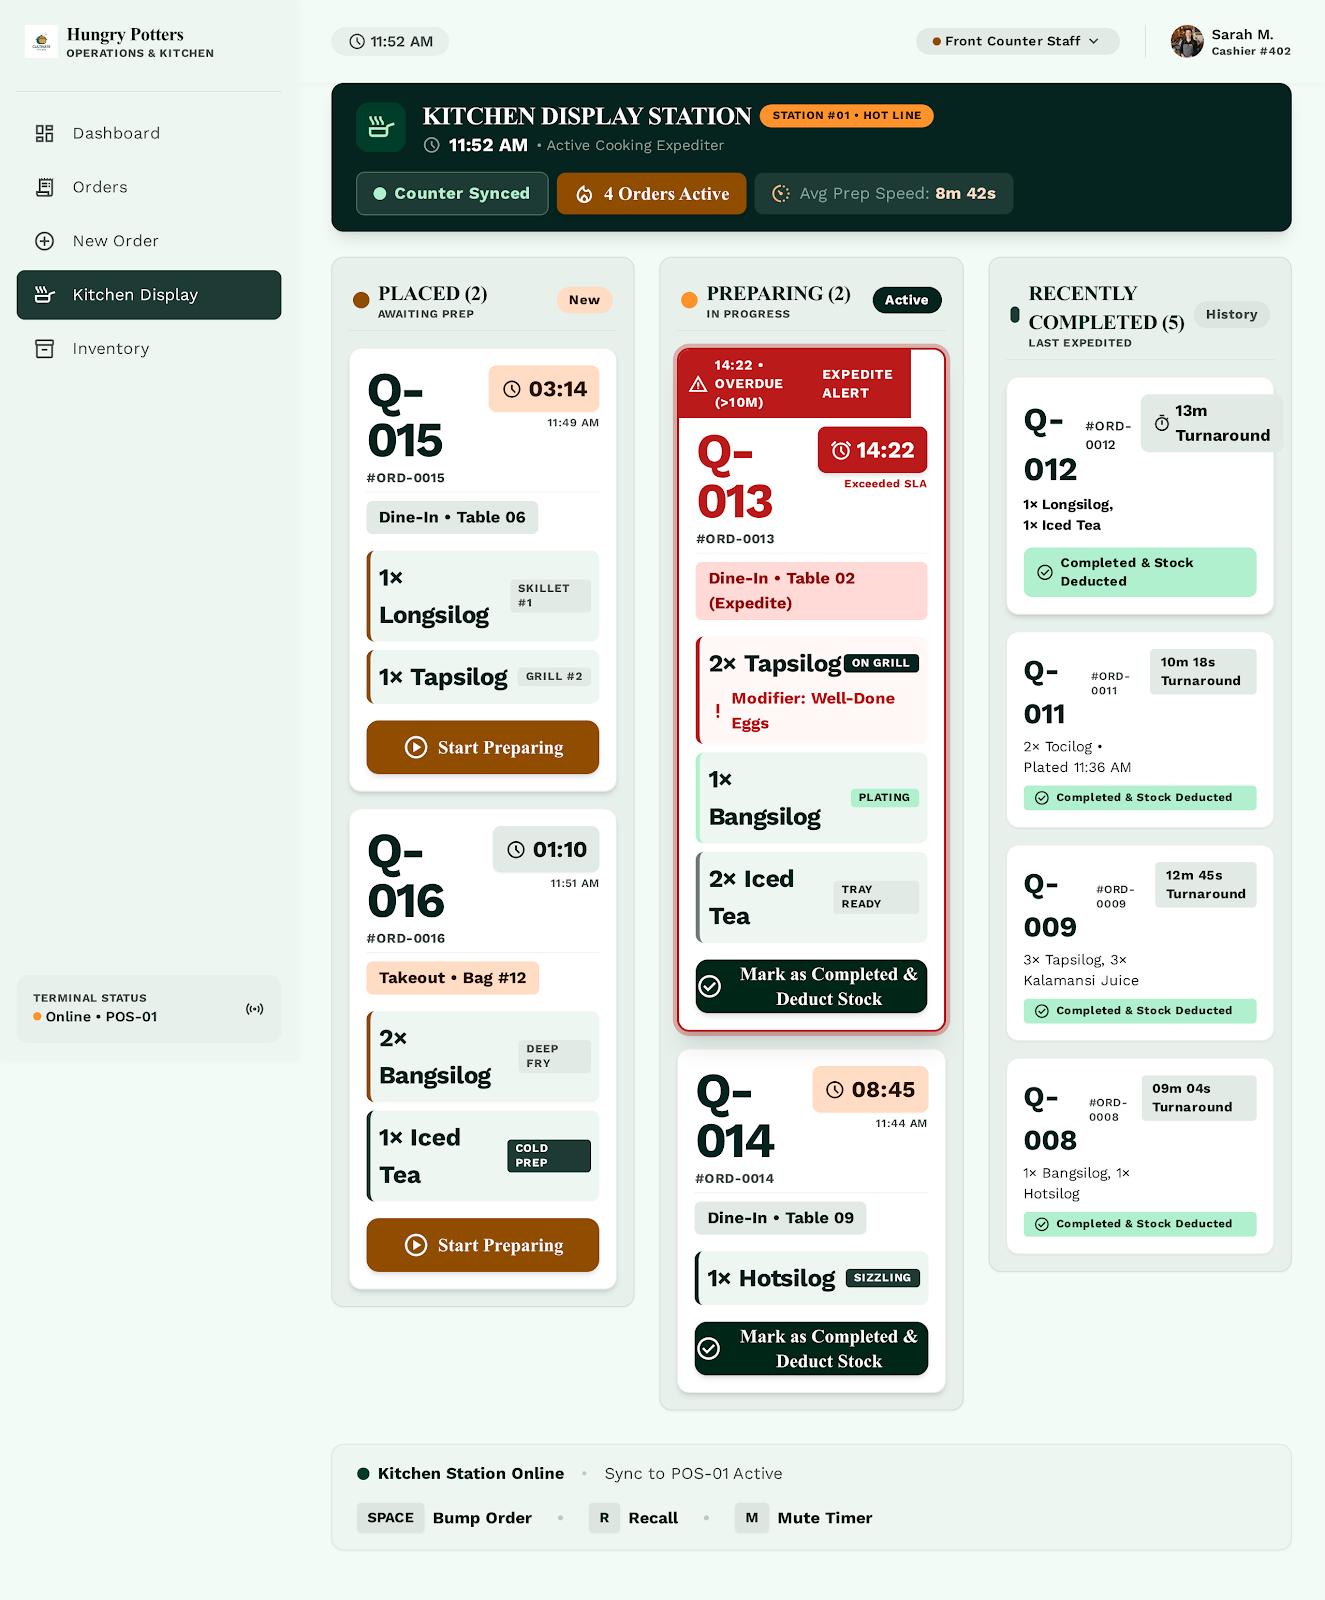 Hungry Potters
OPERATIONS & KITCHEN
Dashboard
Orders
New Order
Kitchen Display
Inventory
TERMINAL STATUS
Online • POS-01
11:52 AM
Front Counter Staff
Sarah M.
Cashier #402
KITCHEN DISPLAY STATION
STATION #01 • HOT LINE
11:52 AM • Active Cooking Expediter
Counter Synced
4 Orders Active
Avg Prep Speed: 8m 42s
PLACED (2)
AWAITING PREP
New
Q-
015
03:14
11:49 AM
#ORD-0015
Dine-In • Table 06
1×
Longsilog
SKILLET
#1
1× Tapsilog
GRILL #2
Start Preparing
Q-
016
01:10
11:51 AM
#ORD-0016
Takeout • Bag #12
2×
Bangsilog
DEEP
FRY
1× Iced
Tea
COLD
PREP
Start Preparing
PREPARING (2)
IN PROGRESS
Active
14:22 •
OVERDUE
(>10M)
EXPEDITE
ALERT
Q-
013
14:22
Exceeded SLA
#ORD-0013
Dine-In • Table 02
(Expedite)
2× Tapsilog
ON GRILL
! Modifier: Well-Done
Eggs
1×
Bangsilog
PLATING
2× Iced
Tea
TRAY
READY
Mark as Completed &
Deduct Stock
Q-
014
08:45
11:44 AM
#ORD-0014
Dine-In • Table 09
1× Hotsilog
SIZZLING
Mark as Completed &
Deduct Stock
RECENTLY
COMPLETED (5)
LAST EXPEDITED
History
Q-
012
#ORD-
0012
13m
Turnaround
1× Longsilog,
1× Iced Tea
Completed & Stock
Deducted
Q-
011
#ORD-
0011
10m 18s
Turnaround
2× Tocilog •
Plated 11:36 AM
Completed & Stock Deducted
Q-
009
#ORD-
0009
12m 45s
Turnaround
3× Tapsilog, 3×
Kalamansi Juice
Completed & Stock Deducted
Q-
008
#ORD-
0008
09m 04s
Turnaround
1× Bangsilog, 1×
Hotsilog
Completed & Stock Deducted
Kitchen Station Online • Sync to POS-01 Active
SPACE Bump Order • R Recall • M Mute Timer